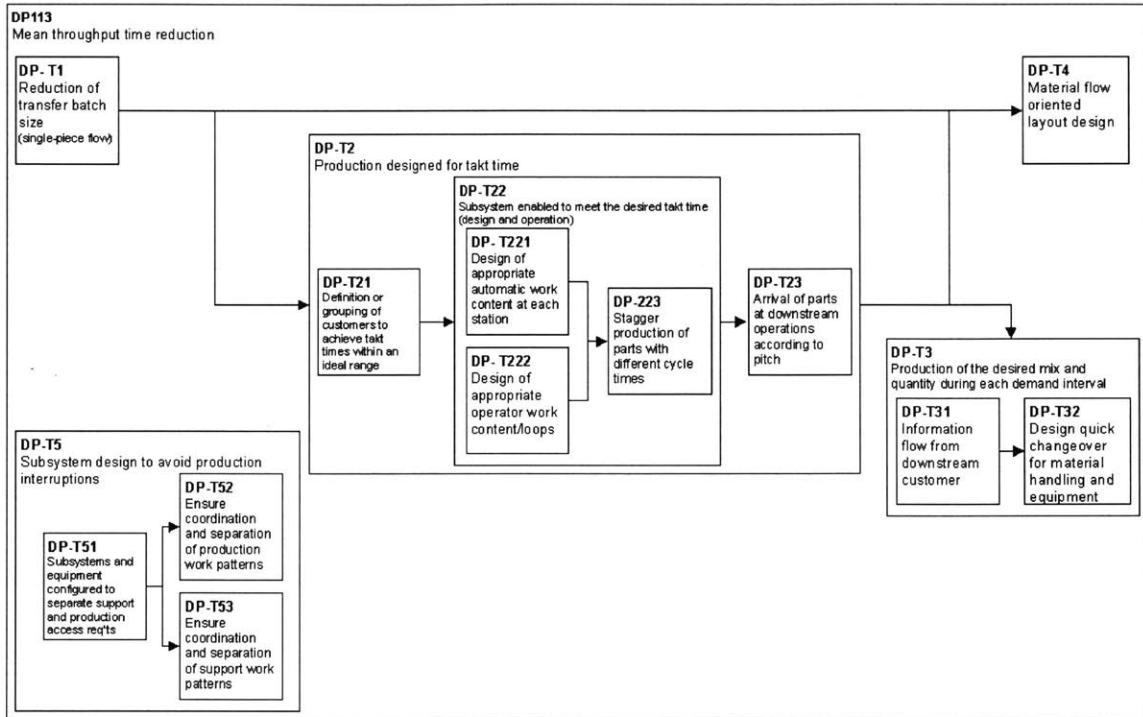 DP113
Mean throughput time reduction
DP- T1
Reduction of
transfer batch
size
(single-piece flow)
DP-T4
Material flow
oriented
layout design
DP-T2
Production designed for takt time
DP-T22
Subsystem enabled to meet the desired takt time
(design and operation)
DP-T21
Definition or
grouping of
customers to
achieve takt
times within an
ideal range
DP- T221
Design of
appropriate
automatic work
content at each
station
DP- T222
Design of
appropriate
operator work
content/loops
DP-223
Stagger
production of
parts with
different cycle
times
DP-T23
Arrival of parts
at downstream
operations
according to
pitch
DP-T3
Production of the desired mix and
quantity during each demand interval
DP-T31
Information
flow from
downstream
customer
DP-T32
Design quick
changeover
for material
handling and
equipment
DP-T5
Subsystem design to avoid production
interruptions
DP-T51
Subsystems and
equipment
configured to
separate support
and production
access req'ts
DP-T52
Ensure
coordination
and separation
of production
work patterns
DP-T53
Ensure
coordination
and separation
of support work
patterns